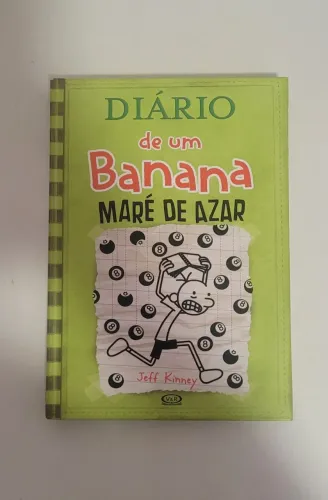 DIÁRIO
de um
Banana
MARÉ DE AZAR
Jeff Kinney
V&R